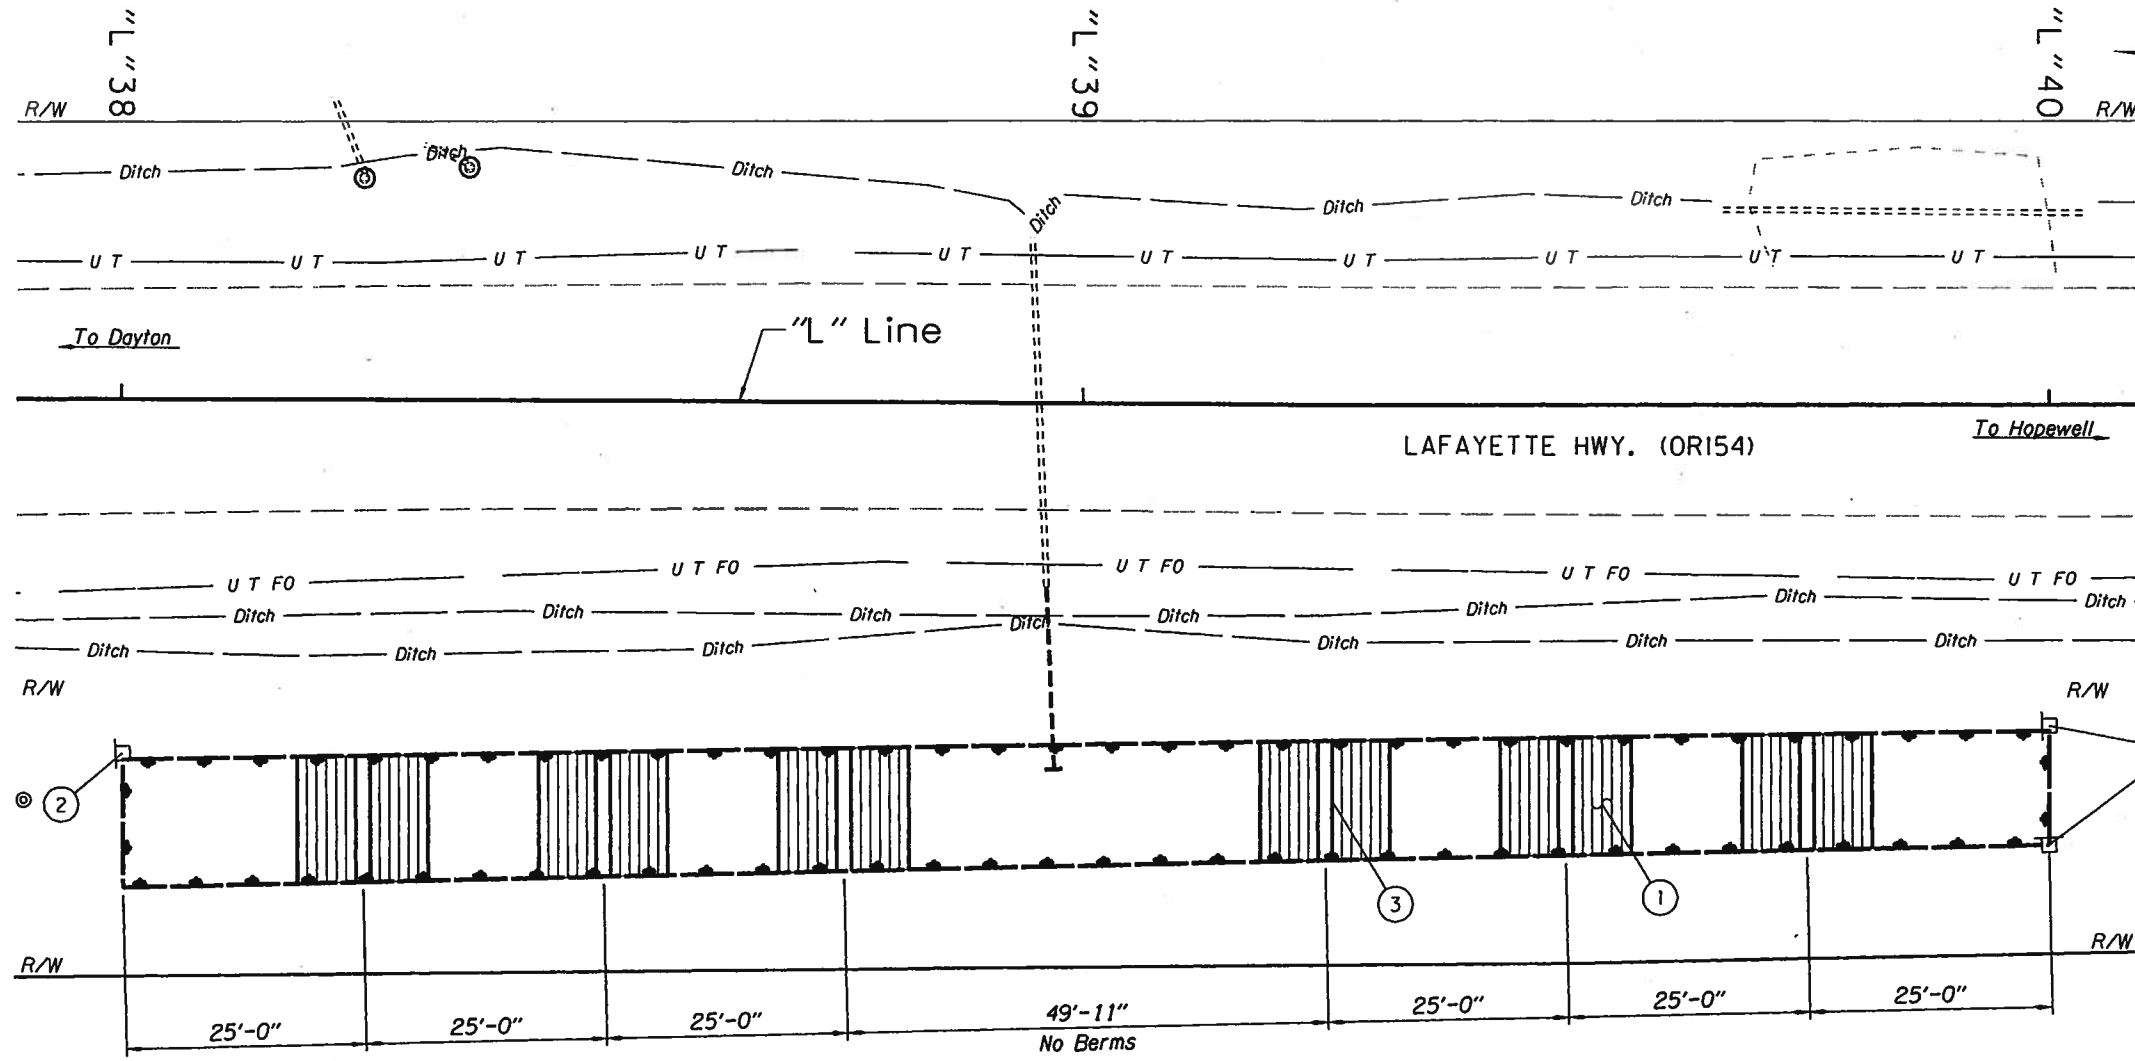 "L" 38
"L" 39
"L" 40
R/W
R/W
Ditch
Ditch
Ditch
Ditch
Ditch
Ditch
U T
U T
U T
U T
U T
U T
U T
U T
U T
U T
To Dayton
"L" Line
LAFAYETTE HWY. (OR154)
To Hopewell
U T FO
U T FO
U T FO
U T FO
U T FO
Ditch
Ditch
Ditch
Ditch
Ditch
Ditch
Ditch
Ditch
Ditch
Ditch
Ditch
Ditch
Ditch
Ditch
R/W
R/W
2
3
1
R/W
R/W
25'-0"
25'-0"
25'-0"
49'-11"
25'-0"
25'-0"
25'-0"
No Berms